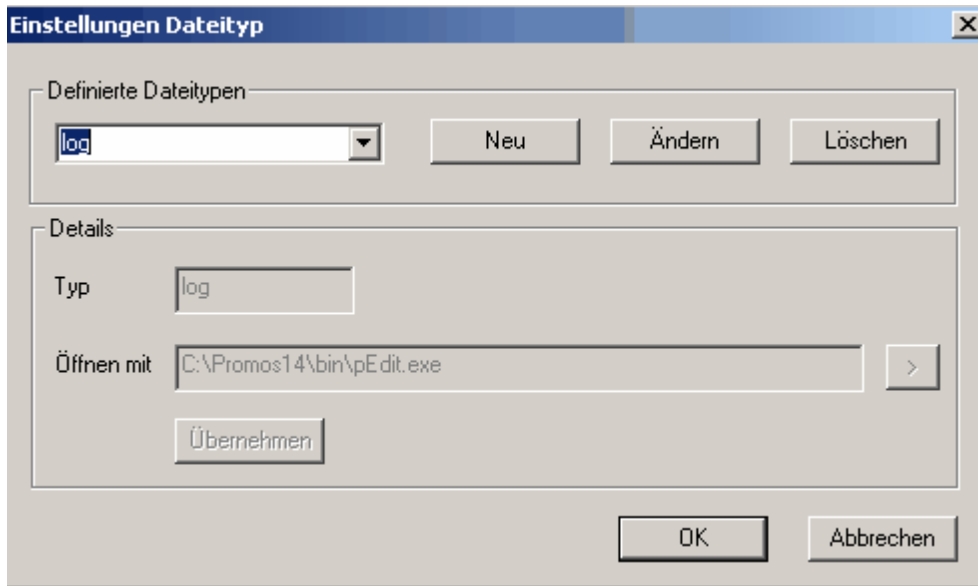 Einstellungen Dateityp
Definierte Dateitypen
log Neu Ändern Löschen
Details
Typ log
Öffnen mit C:\Promos14\bin\pEdit.exe >
Übernehmen
OK Abbrechen